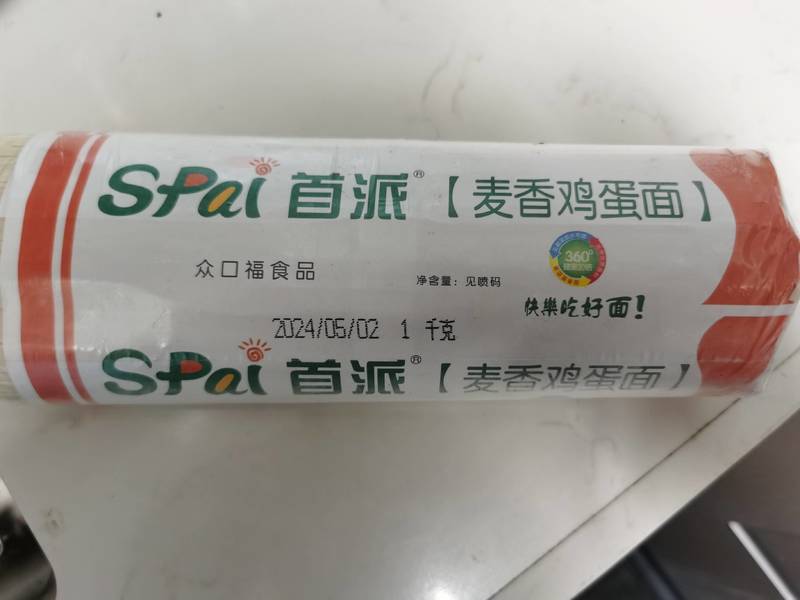 SPai 首派® 【麦香鸡蛋面】
众口福食品
净含量：见喷码
360°
快樂吃好面！
2024/05/02 1 千克
SPai 首派® 【麦香鸡蛋面】